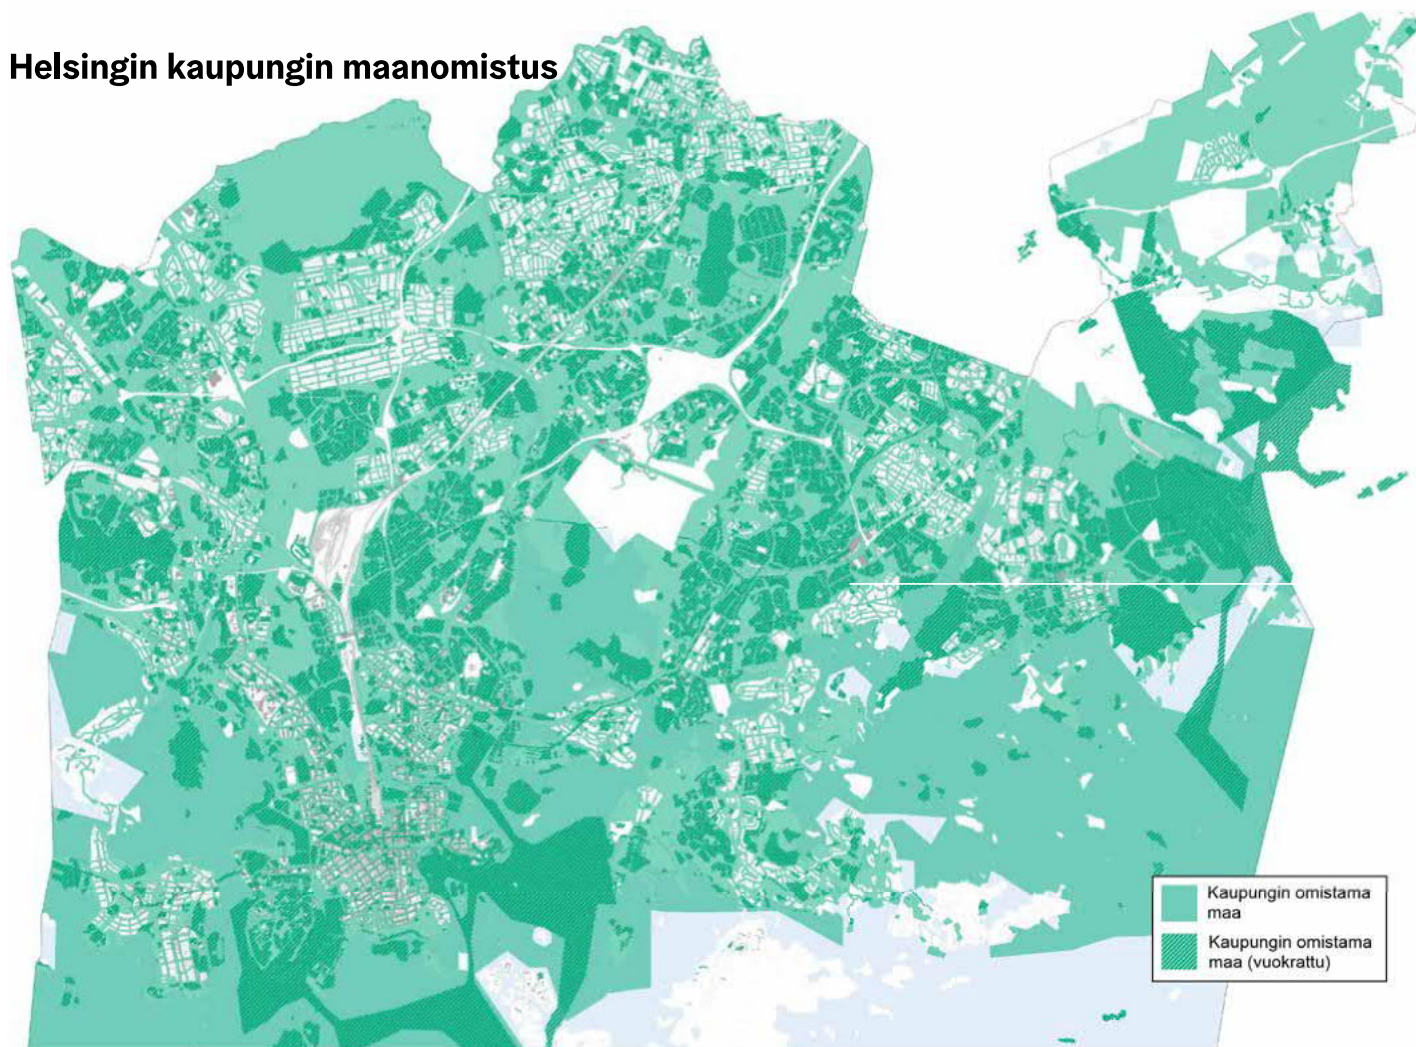 Helsingin kaupungin maanomistus
Kaupungin omistama
maa
Kaupungin omistama
maa (vuokrattu)